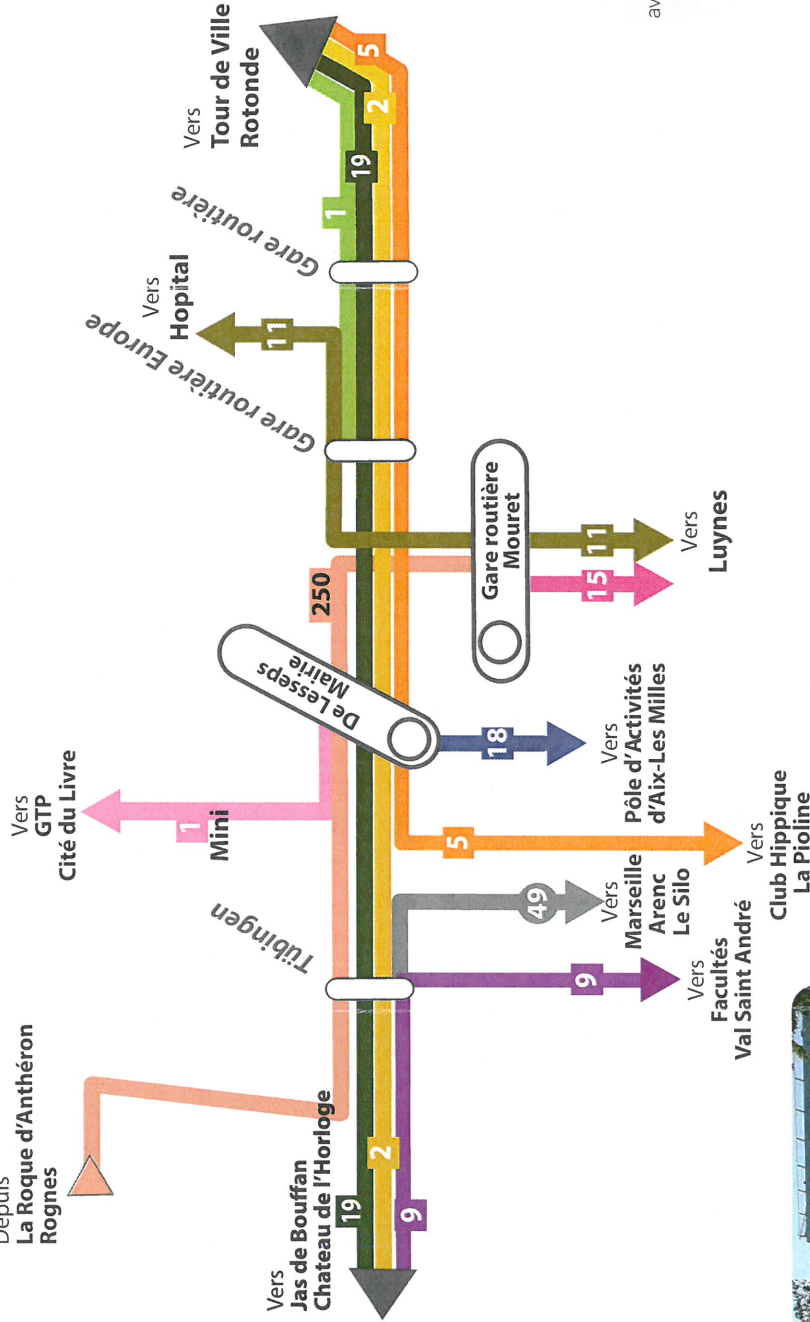 Depuis
La Roque d'Anthéron
Rognes
Vers
GTP
Cité du Livre
1
Mini
Tübingen
250
De Lesseps
Mairie
Gare routière Europe
Vers
Hopital
11
Gare routière
Vers
Tour de Ville
Rotonde
1
19
2
5
Vers
Jas de Bouffan
Chateau de l'Horloge
19
2
9
9
Vers
Facultés
Val Saint André
49
Vers
Marseille
Arenc
Le Silo
5
Vers
Club Hippique
La Pioline
18
Vers
Pôle d'Activités
d'Aix-Les Milles
Gare routière
Mouret
15
11
Vers
Luynes
av